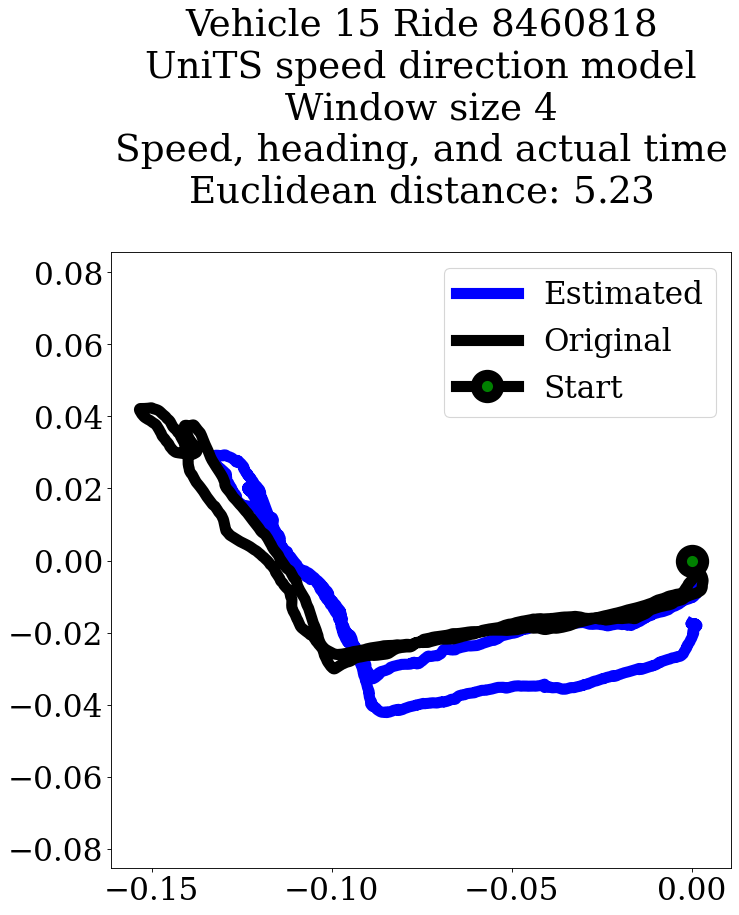 Vehicle 15 Ride 8460818
UniTS speed direction model
Window size 4
Speed, heading, and actual time
Euclidean distance: 5.23
Estimated
Original
Start
0.08
0.06
0.04
0.02
0.00
−0.02
−0.04
−0.06
−0.08
−0.15 −0.10 −0.05 0.00